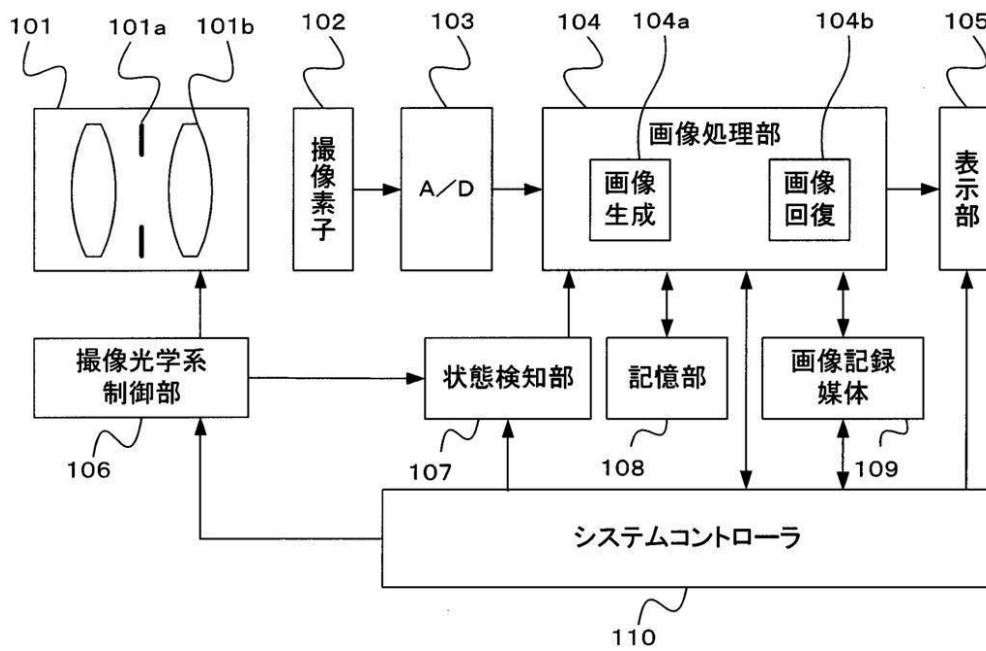 101
101a
101b
102
103
104
104a
104b
105
撮像素子
A/D
画像処理部
画像
生成
画像
回復
表示部
撮像光学系
制御部
状態検知部
記憶部
画像記録
媒体
106
107
108
109
システムコントローラ
110